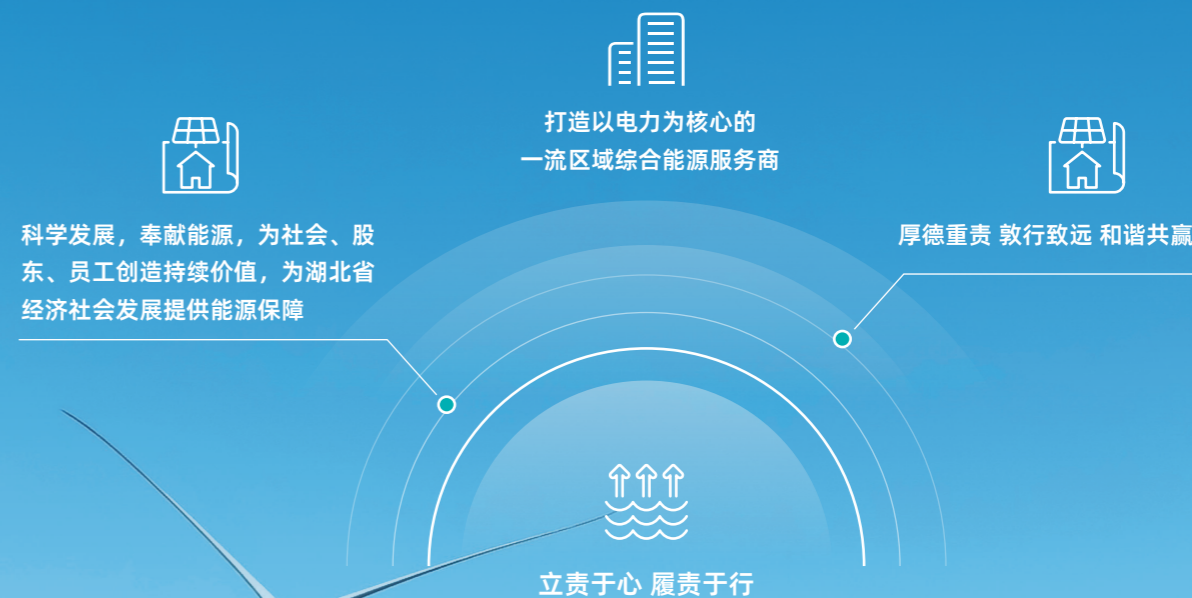 打造以电力为核心的
一流区域综合能源服务商
科学发展，奉献能源，为社会、股
东、员工创造持续价值，为湖北省
经济社会发展提供能源保障
厚德重责 敦行致远 和谐共赢
立责于心 履责于行